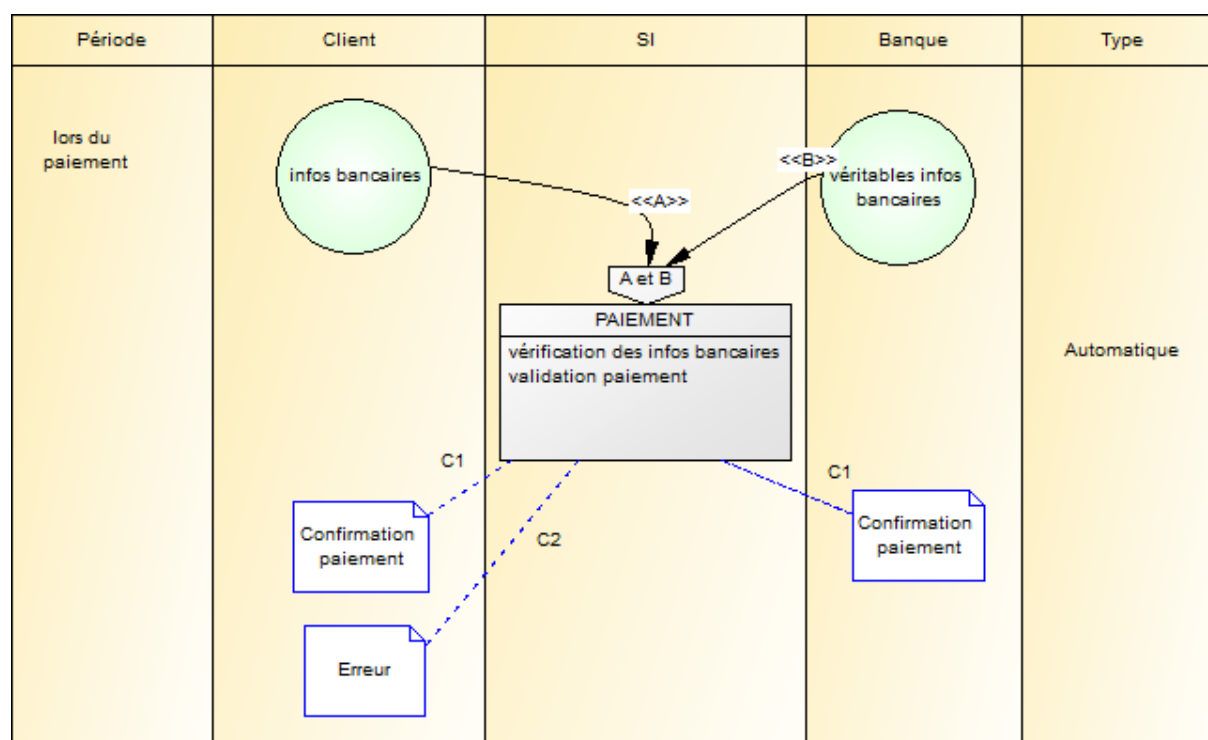 Période
Client
SI
Banque
Type
lors du
paiement
infos bancaires
<<A>>
<<B>>
véritables infos
bancaires
A et B
PAIEMENT
vérification des infos bancaires
validation paiement
Automatique
C1
C1
Confirmation
paiement
C2
Confirmation
paiement
Erreur